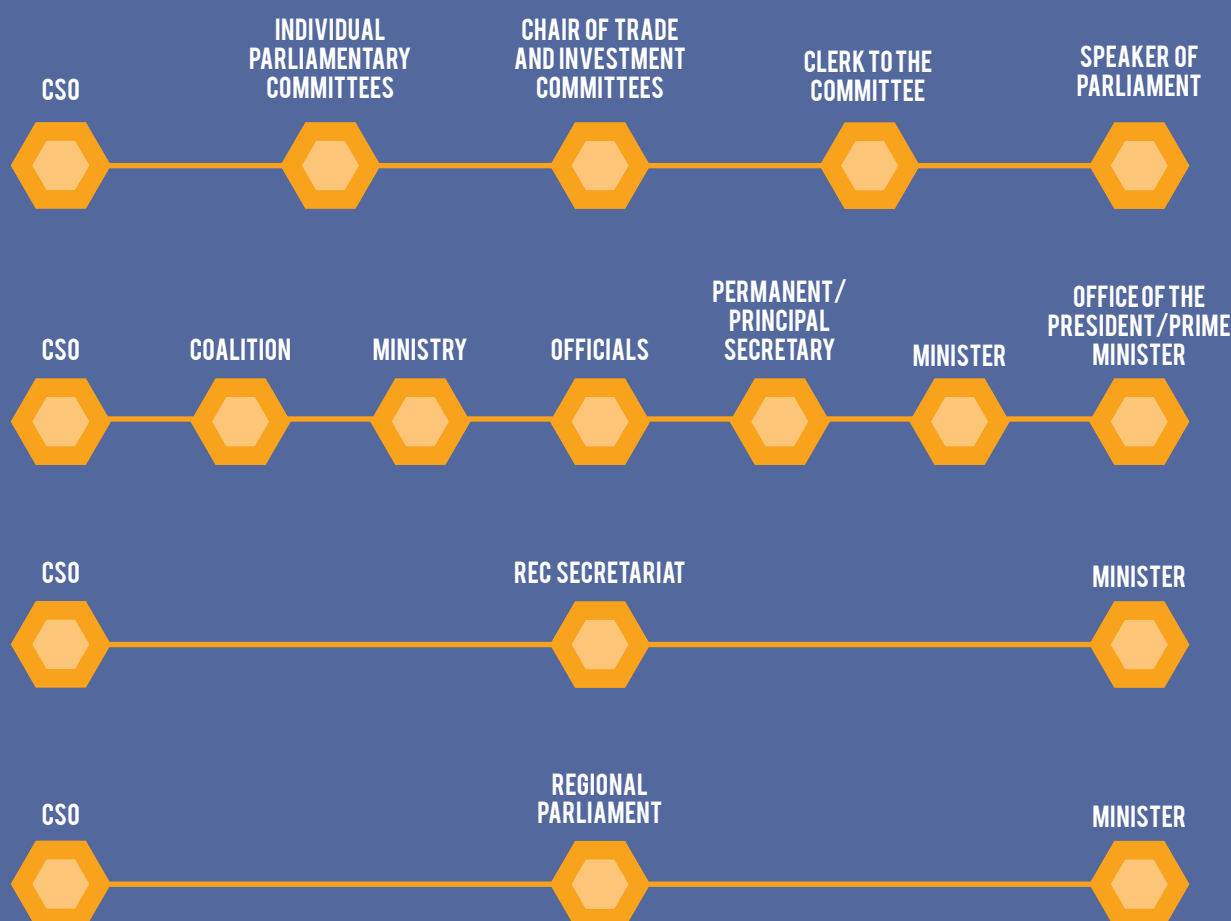 CSO
INDIVIDUAL
PARLIAMENTARY
COMMITTEES
CHAIR OF TRADE
AND INVESTMENT
COMMITTEES
CLERK TO THE
COMMITTEE
SPEAKER OF
PARLIAMENT
CSO
COALITION
MINISTRY
OFFICIALS
PERMANENT/
PRINCIPAL
SECRETARY
MINISTER
OFFICE OF THE
PRESIDENT/PRIME
MINISTER
CSO
REC SECRETARIAT
MINISTER
CSO
REGIONAL
PARLIAMENT
MINISTER